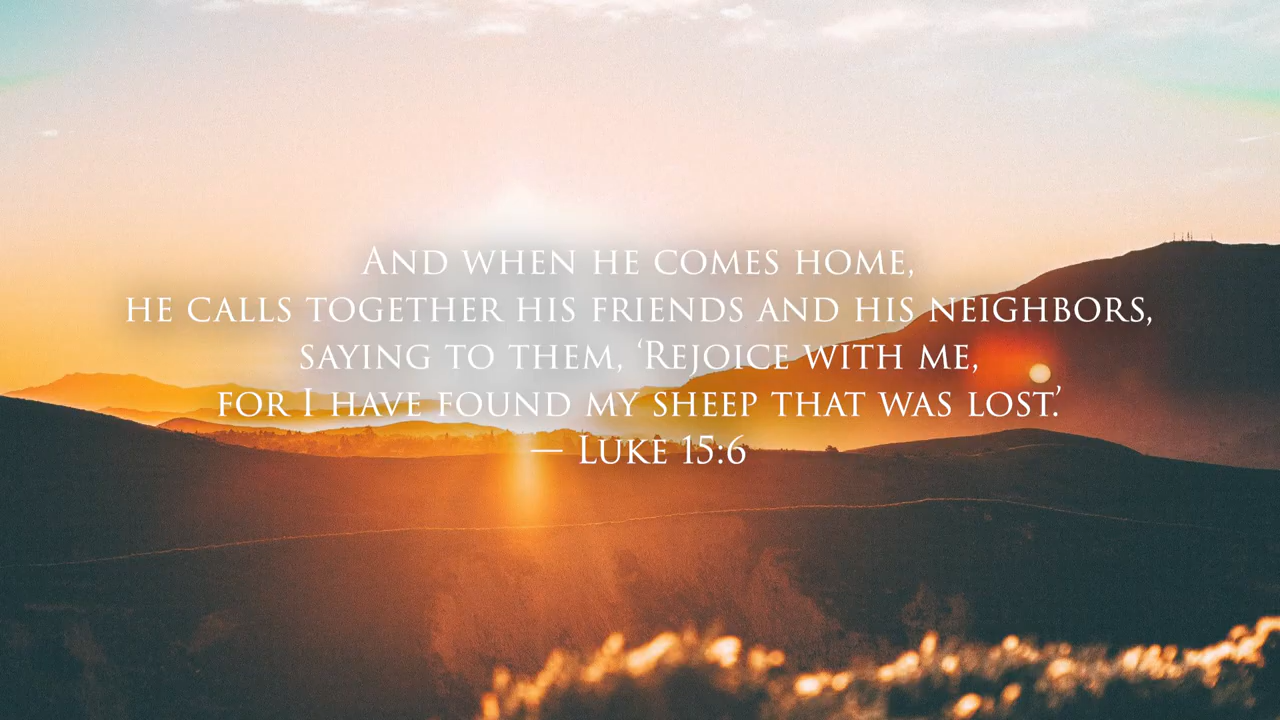 And when he comes home,
he calls together his friends and his neighbors,
saying to them, ‘Rejoice with me,
for I have found my sheep that was lost.’
— Luke 15:6